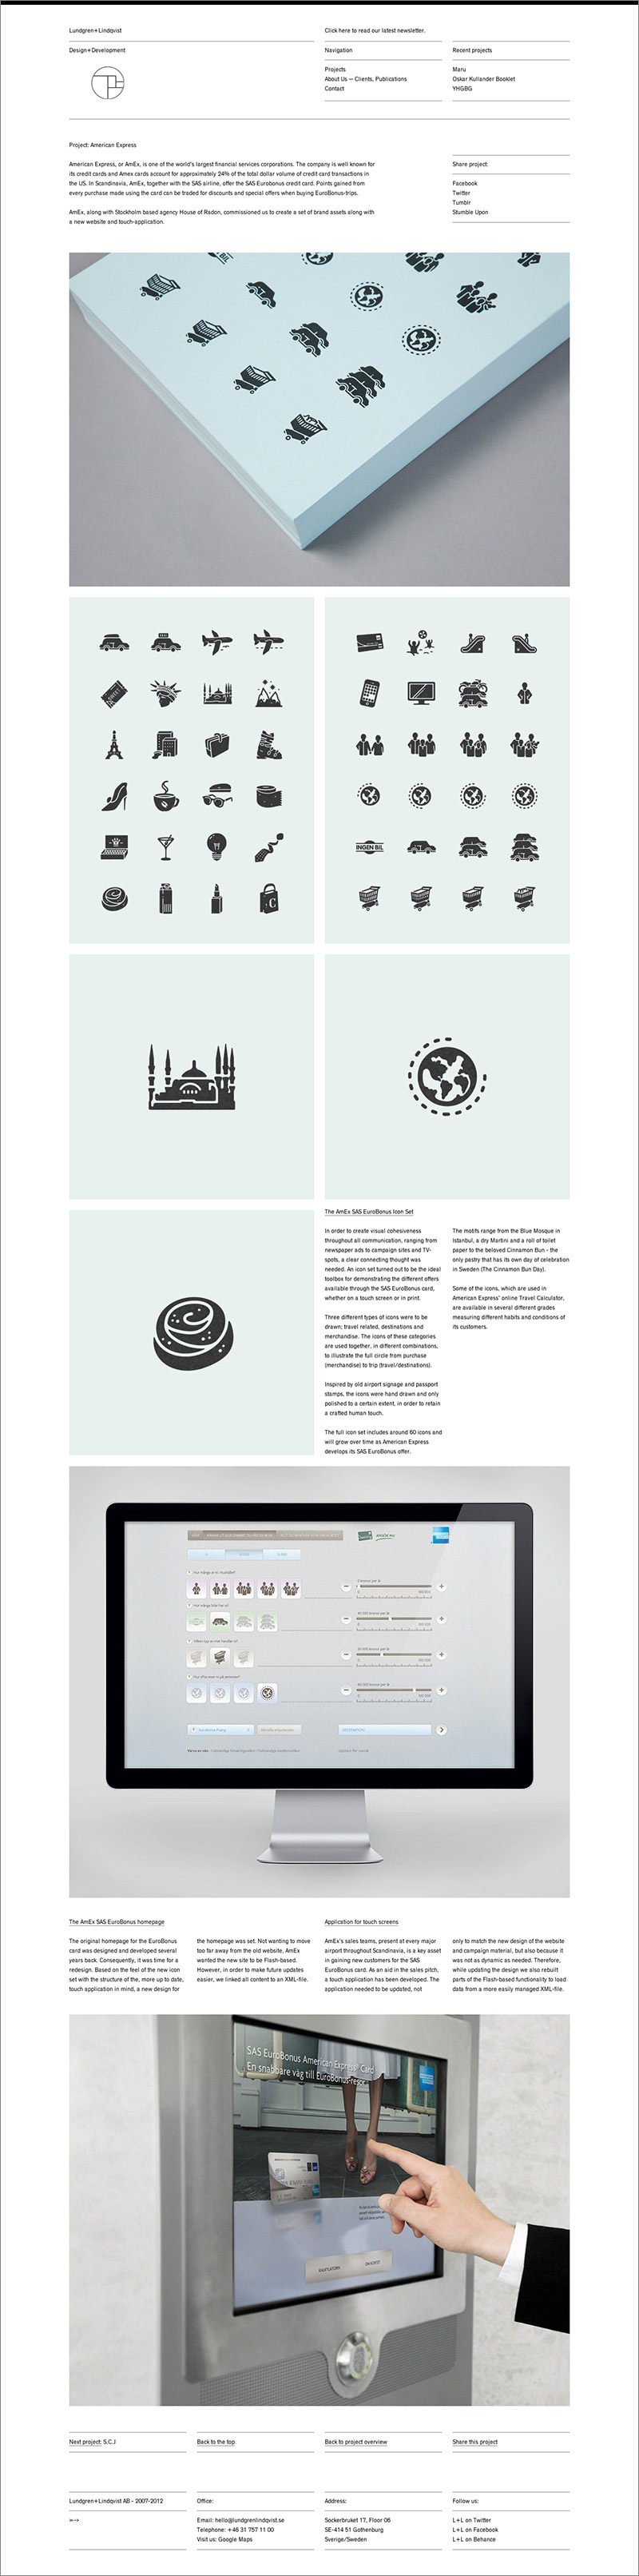 Lundgren+Lindqvist
Click here to read our latest newsletter.
Design+Development
Navigation
Recent projects
Projects
About Us — Clients, Publications
Contact
Maru
Oskar Kullander Booklet
YHGBG
Project: American Express
American Express, or AmEx, is one of the world's largest financial services corporations. The company is well known for
its credit cards and Amex cards account for approximately 24% of the total dollar volume of credit card transactions in
the US. In Scandinavia, AmEx, together with the SAS airline, offer the SAS Eurobonus credit card. Points gained from
every purchase made using the card can be traded for discounts and special offers when buying EuroBonus-trips.
AmEx, along with Stockholm based agency House of Radon, commissioned us to create a set of brand assets along with
a new website and touch-application.
Share project:
Facebook
Twitter
Tumblr
Stumble Upon
BIL
TAXI
INGEN BIL
C
The AmEx SAS EuroBonus Icon Set
In order to create visual cohesiveness
throughout all communication, ranging from
newspaper ads to campaign sites and TV-
spots, a clear connecting thought was
needed. An icon set turned out to be the ideal
toolbox for demonstrating the different offers
available through the SAS EuroBonus card,
whether on a touch screen or in print.
Three different types of icons were to be
drawn; travel related, destinations and
merchandise. The icons of these categories
are used together, in different combinations,
to illustrate the full circle from purchase
(merchandise) to trip (travel/destinations).
Inspired by old airport signage and passport
stamps, the icons were hand drawn and only
polished to a certain extent, in order to retain
a crafted human touch.
The full icon set includes around 60 icons and
will grow over time as American Express
develops its SAS EuroBonus offer.
The motifs range from the Blue Mosque in
Istanbul, a dry Martini and a roll of toilet
paper to the beloved Cinnamon Bun - the
only pastry that has its own day of celebration
in Sweden (The Cinnamon Bun Day).
Some of the icons, which are used in
American Express' online Travel Calculator,
are available in several different grades
measuring different habits and conditions of
its customers.
DESTINATION
The AmEx SAS EuroBonus homepage
The original homepage for the EuroBonus
card was designed and developed several
years back. Consequently, it was time for a
redesign. Based on the feel of the new icon
set with the structure of the, more up to date,
touch application in mind, a new design for
the homepage was set. Not wanting to move
too far away from the old website, AmEx
wanted the new site to be Flash-based.
However, in order to make future updates
easier, we linked all content to an XML-file.
Application for touch screens
AmEx's sales teams, present at every major
airport throughout Scandinavia, is a key asset
in gaining new customers for the SAS
EuroBonus card. As an aid in the sales pitch,
a touch application has been developed. The
application needed to be updated, not
only to match the new design of the website
and campaign material, but also because it
was not as dynamic as needed. Therefore,
while updating the design we also rebuilt
parts of the Flash-based functionality to load
data from a more easily managed XML-file.
SAS EuroBonus American Express® Card
En snabbare väg till EuroBonus-resor
Next project: S.C.I
Back to the top
Back to project overview
Share this project
Lundgren+Lindqvist AB - 2007-2012
Office:
Address:
Follow us:
Email: hello@lundgrenlindqvist.se
Telephone: +46 31 757 11 00
Visit us: Google Maps
Sockerbruket 17, Floor 06
SE-414 51 Gothenburg
Sverige/Sweden
L+L on Twitter
L+L on Facebook
L+L on Behance